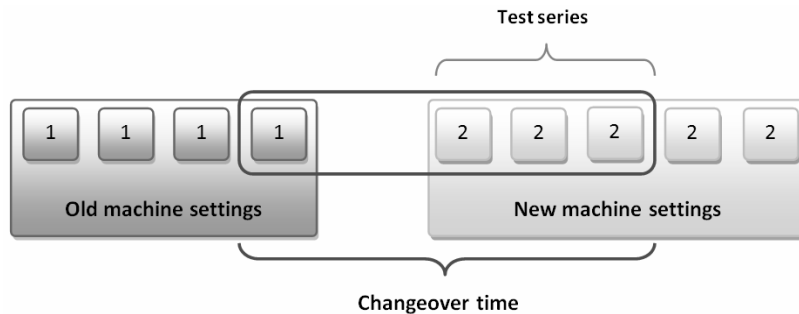 Test series
1 1 1 1 2 2 2 2 2
Old machine settings New machine settings
Changeover time